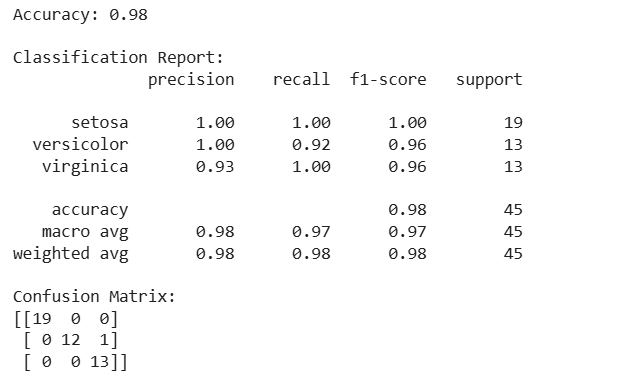 Accuracy: 0.98
Classification Report:
precision recall f1-score support
setosa 1.00 1.00 1.00 19
versicolor 1.00 0.92 0.96 13
virginica 0.93 1.00 0.96 13
accuracy 0.98 45
macro avg 0.98 0.97 0.97 45
weighted avg 0.98 0.98 0.98 45
Confusion Matrix:
[[19 0 0]
[ 0 12 1]
[ 0 0 13]]